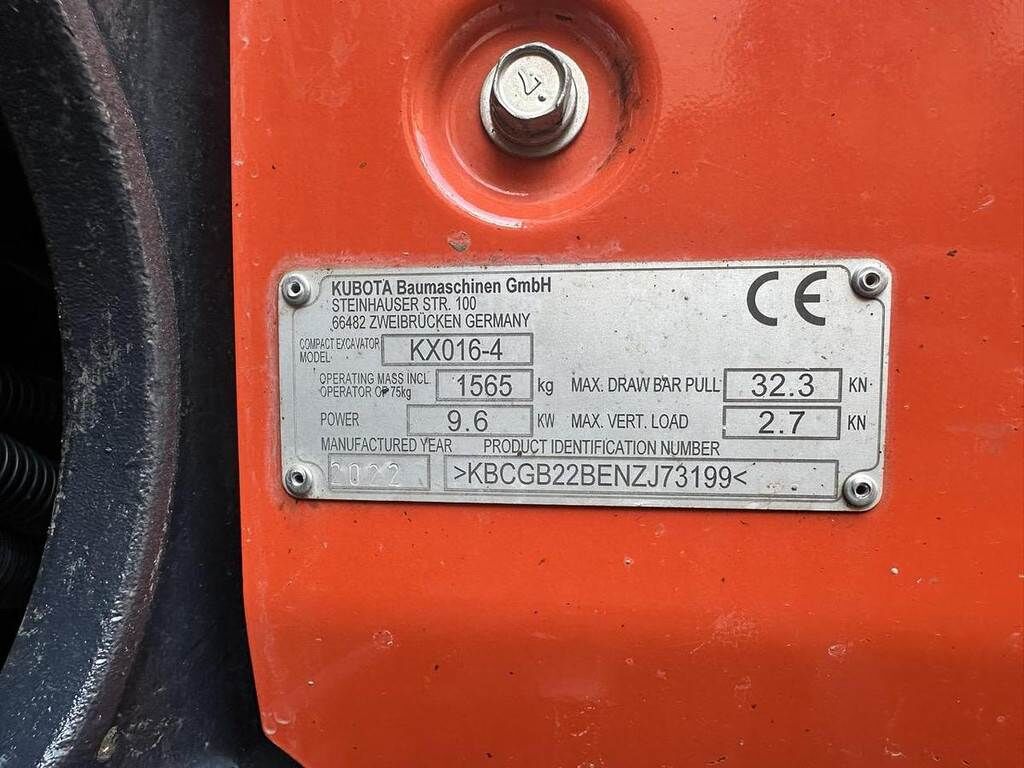 7
KUBOTA Baumaschinen GmbH
STEINHAUSER STR. 100
66482 ZWEIBRÜCKEN GERMANY
CE
COMPACT EXCAVATOR
MODEL
KX016-4
OPERATING MASS INCL.
OPERATOR OF 75kg
1565 kg
MAX. DRAW BAR PULL 32.3 KN
POWER 9.6 KW
MAX. VERT. LOAD 2.7 KN
MANUFACTURED YEAR PRODUCT IDENTIFICATION NUMBER
2022 >KBCGB22BENZJ73199<